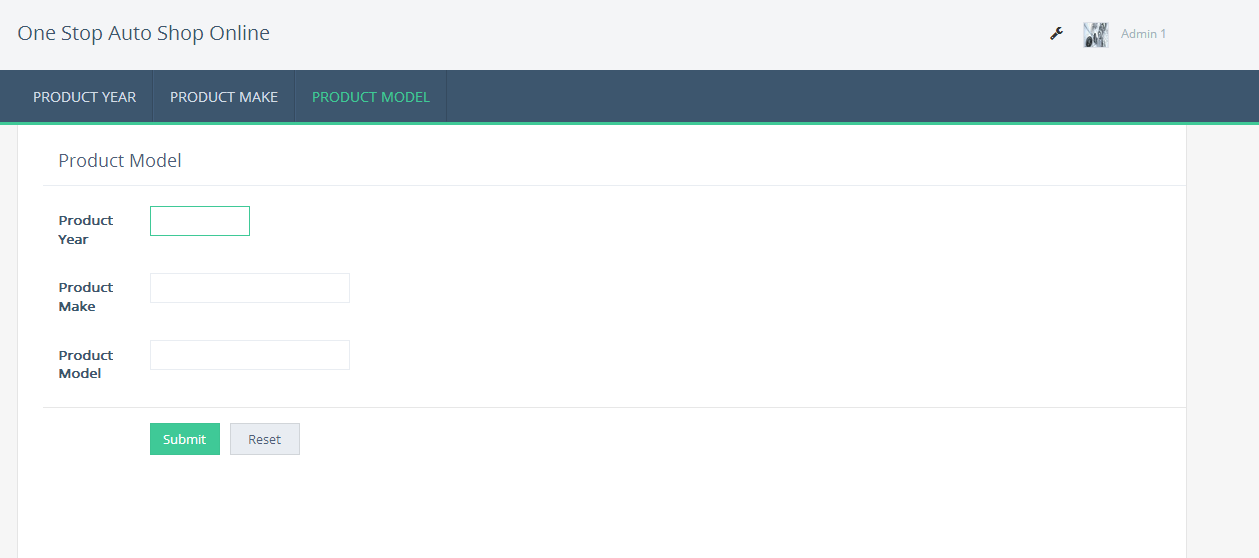 One Stop Auto Shop Online
Admin 1
PRODUCT YEAR
PRODUCT MAKE
PRODUCT MODEL
Product Model
Product
Year
Product
Make
Product
Model
Submit
Reset